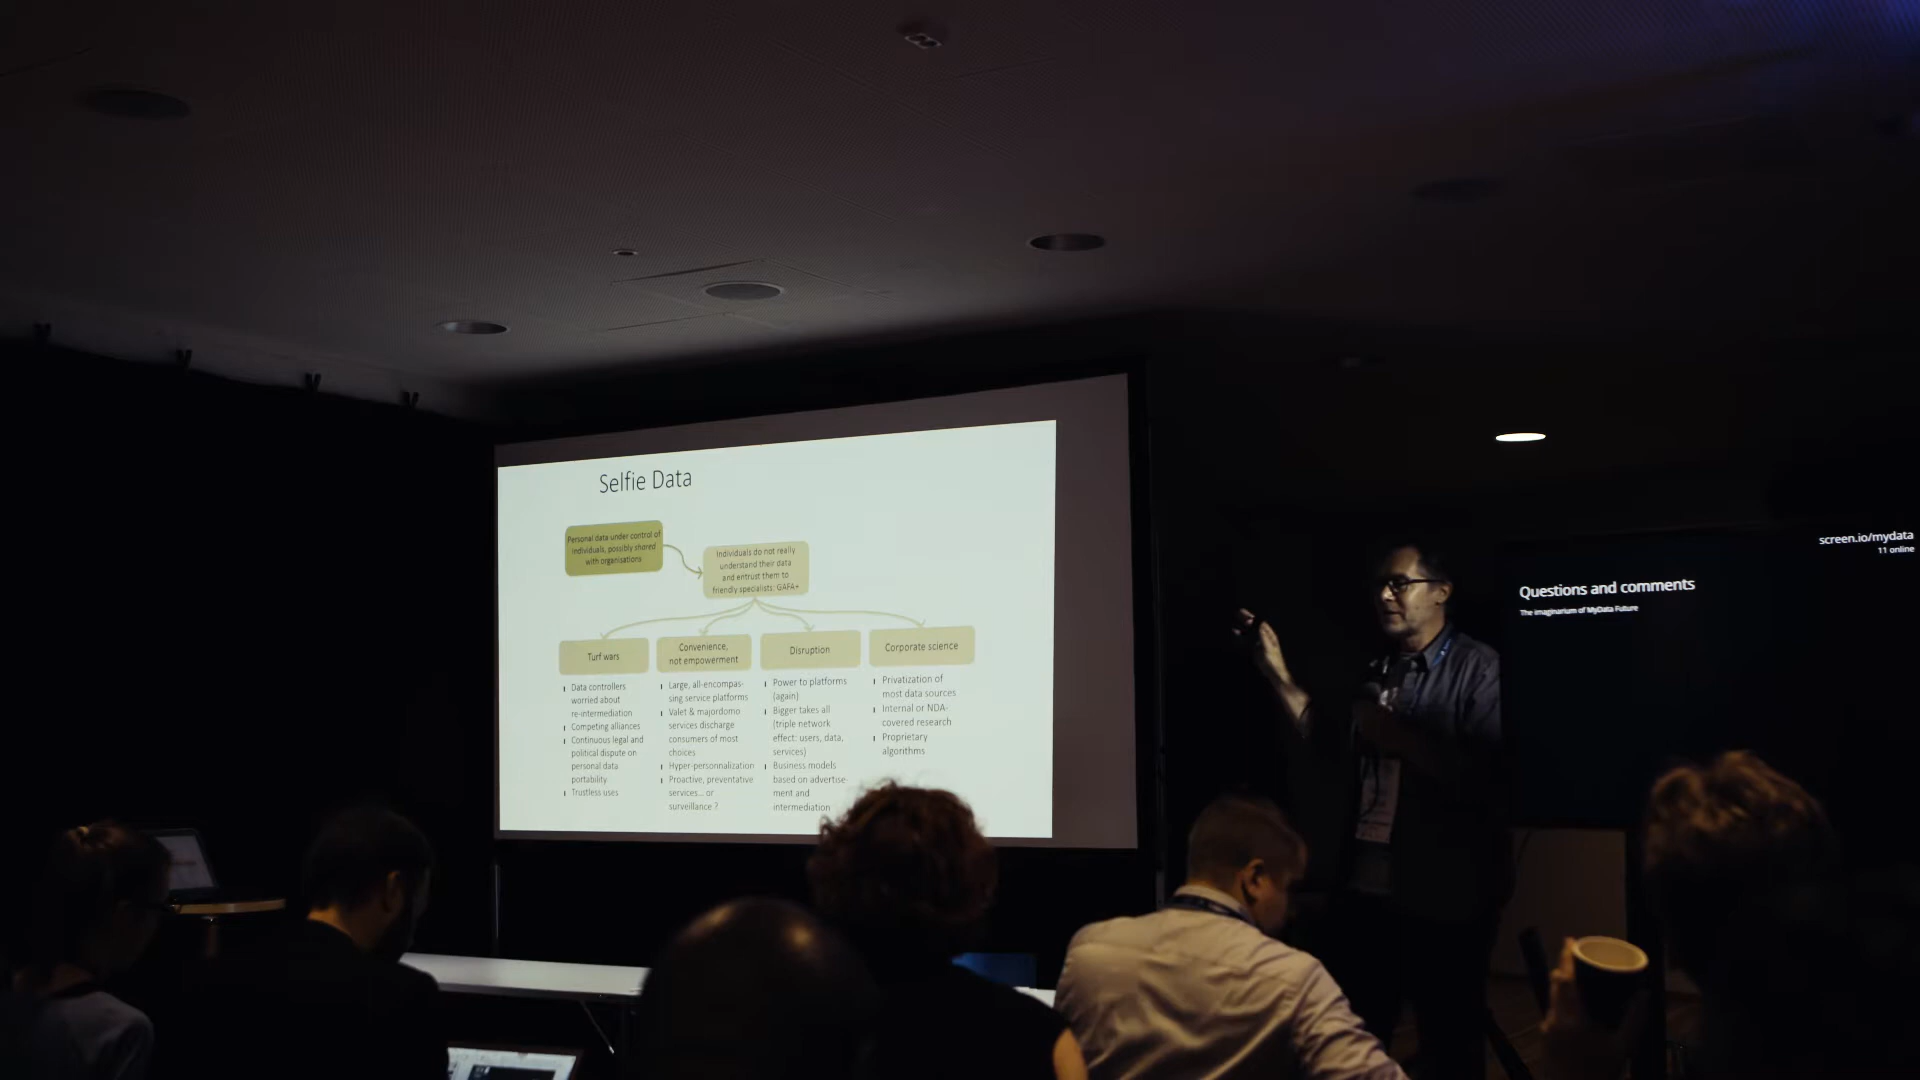 Selfie Data
Personal data under control of
individuals, possibly shared
with organisations
Individuals do not really
understand their data
and entrust them to
friendly specialists: GAFA+
Turf wars
Data controllers
worried about
re-intermediation
Competing alliances
Continuous legal and
political dispute on
personal data
portability
Trustless uses
Convenience,
not empowerment
Large, all-encompas-
sing service platforms
Valet & majordomo
services discharge
consumers of most
choices
Hyper-personnalization
Proactive, preventative
services... or
surveillance ?
Disruption
Power to platforms
(again)
Bigger takes all
(triple network
effect: users, data,
services)
Business models
based on advertise-
ment and
intermediation
Corporate science
Privatization of
most data sources
Internal or NDA-
covered research
Proprietary
algorithms
screen.io/mydata
11 online
Questions and comments
The imaginarium of MyData Future